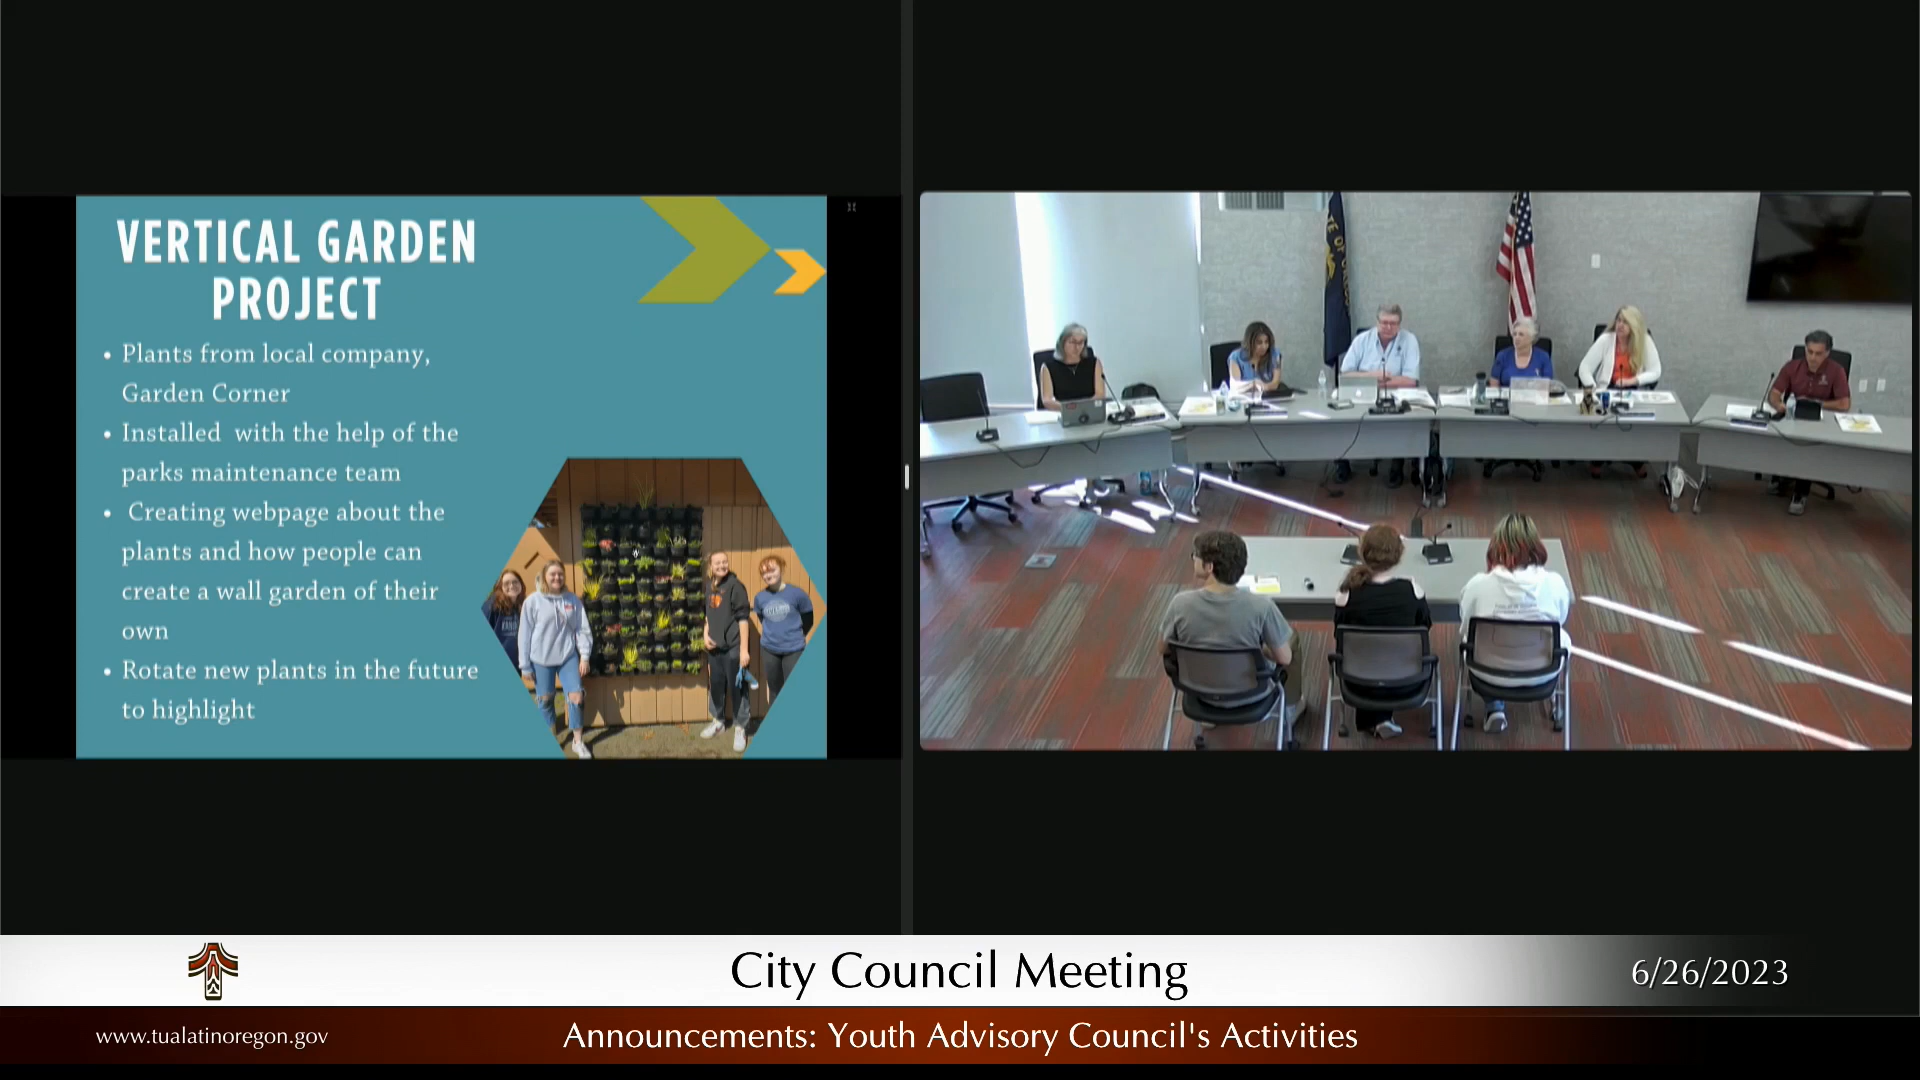 VERTICAL GARDEN
PROJECT
• Plants from local company,
Garden Corner
• Installed with the help of the
parks maintenance team
• Creating webpage about the
plants and how people can
create a wall garden of their
own
• Rotate new plants in the future
to highlight
City Council Meeting
6/26/2023
www.tualatinoregon.gov
Announcements: Youth Advisory Council's Activities